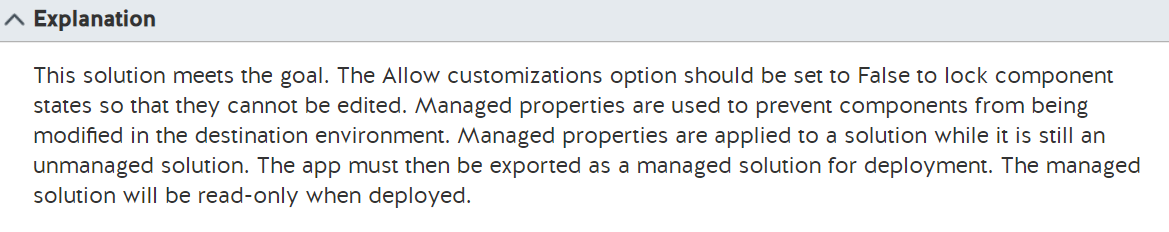 Explanation
This solution meets the goal. The Allow customizations option should be set to False to lock component
states so that they cannot be edited. Managed properties are used to prevent components from being
modified in the destination environment. Managed properties are applied to a solution while it is still an
unmanaged solution. The app must then be exported as a managed solution for deployment. The managed
solution will be read-only when deployed.